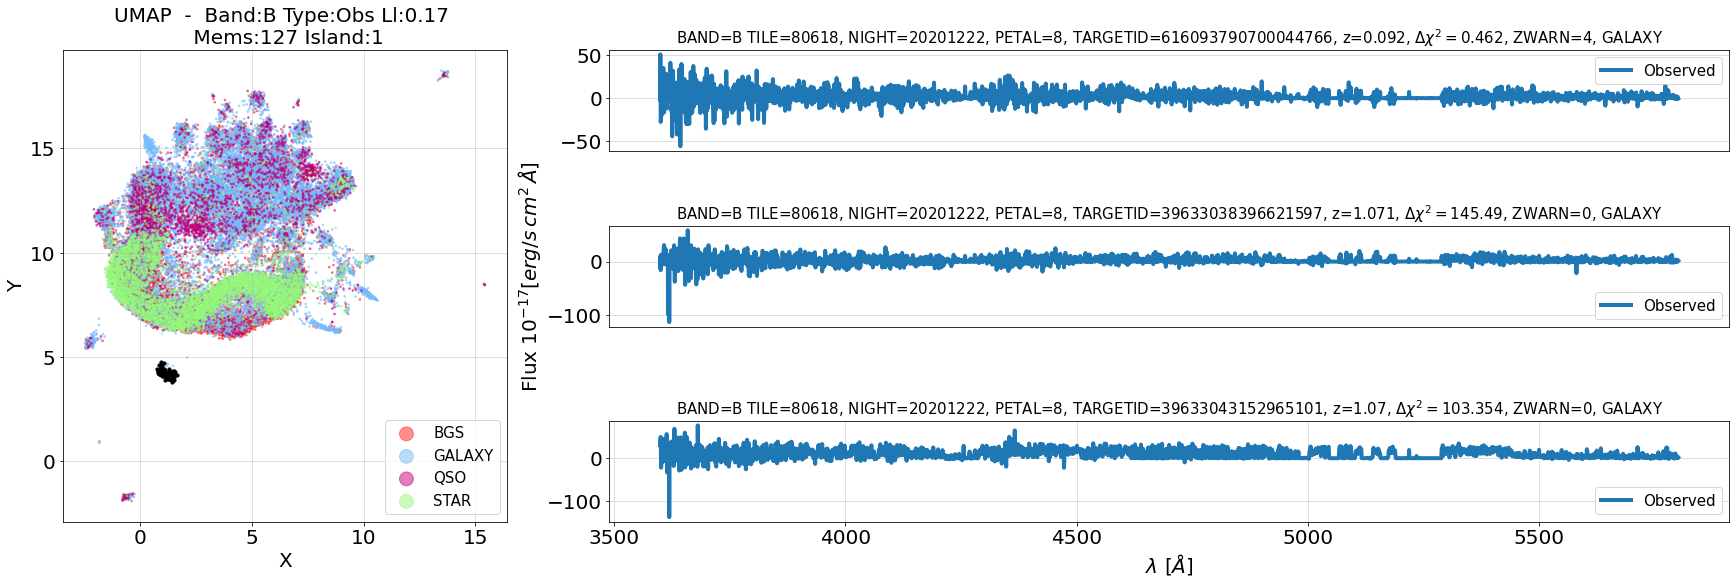 UMAP - Band:B Type:Obs Ll:0.17
Mems:127 Island:1
15
10
5
0
Y
0 5 10 15
X
BGS
GALAXY
QSO
STAR
Flux 10⁻¹⁷[erg/s cm² Å]
BAND=B TILE=80618, NIGHT=20201222, PETAL=8, TARGETID=616093790700044766, z=0.092, Δχ² = 0.462, ZWARN=4, GALAXY
50
0
−50
Observed
BAND=B TILE=80618, NIGHT=20201222, PETAL=8, TARGETID=39633038396621597, z=1.071, Δχ² = 145.49, ZWARN=0, GALAXY
0
−100
Observed
BAND=B TILE=80618, NIGHT=20201222, PETAL=8, TARGETID=39633043152965101, z=1.07, Δχ² = 103.354, ZWARN=0, GALAXY
0
−100
Observed
3500 4000 4500 5000 5500
λ [Å]